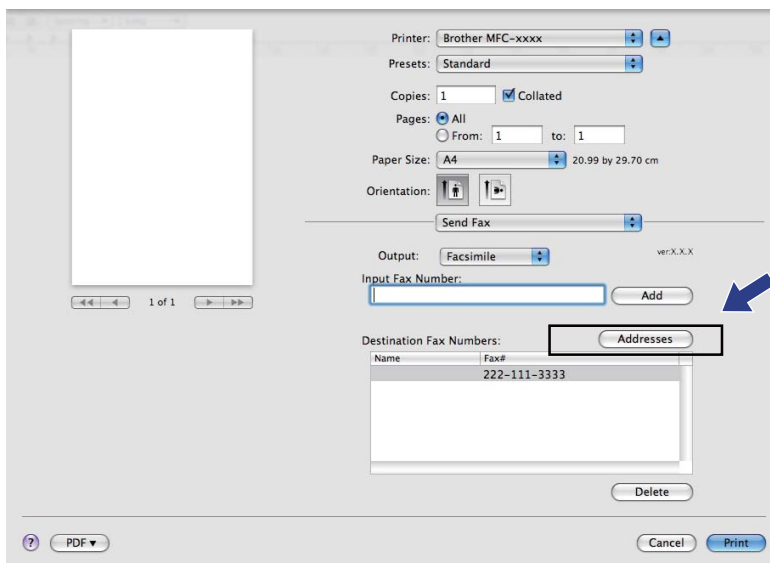 Printer: Brother MFC-xxxx
Presets: Standard
Copies: 1 Collated
Pages: All
From: 1 to: 1
Paper Size: A4 20.99 by 29.70 cm
Orientation:
Send Fax
Output: Facsimile ver:X.X.X
Input Fax Number:
Add
1 of 1
Destination Fax Numbers: Addresses
Name Fax#
222-111-3333
Delete
? PDF▼ Cancel Print